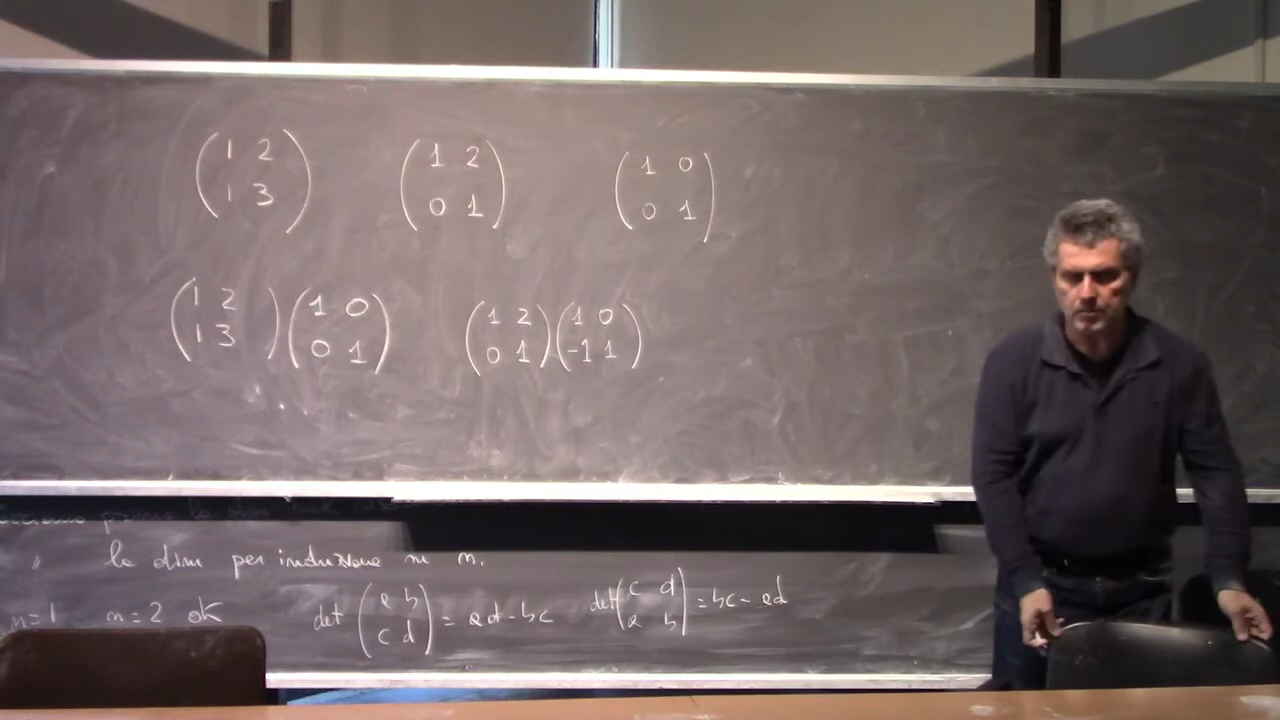 ( 1 2 ) ( 1 2 ) ( 1 0 )
( 1 3 ) ( 0 1 ) ( 0 1 )
( 1 2 ) ( 1 0 ) ( 1 2 ) ( 1 0 )
( 1 3 ) ( 0 1 ) ( 0 1 ) ( -1 1 )
" la dim per induzione su n.
n=1 n=2 ok det ( a b ) = ad - bc det ( c d ) = bc - ad
( c d ) ( a b )